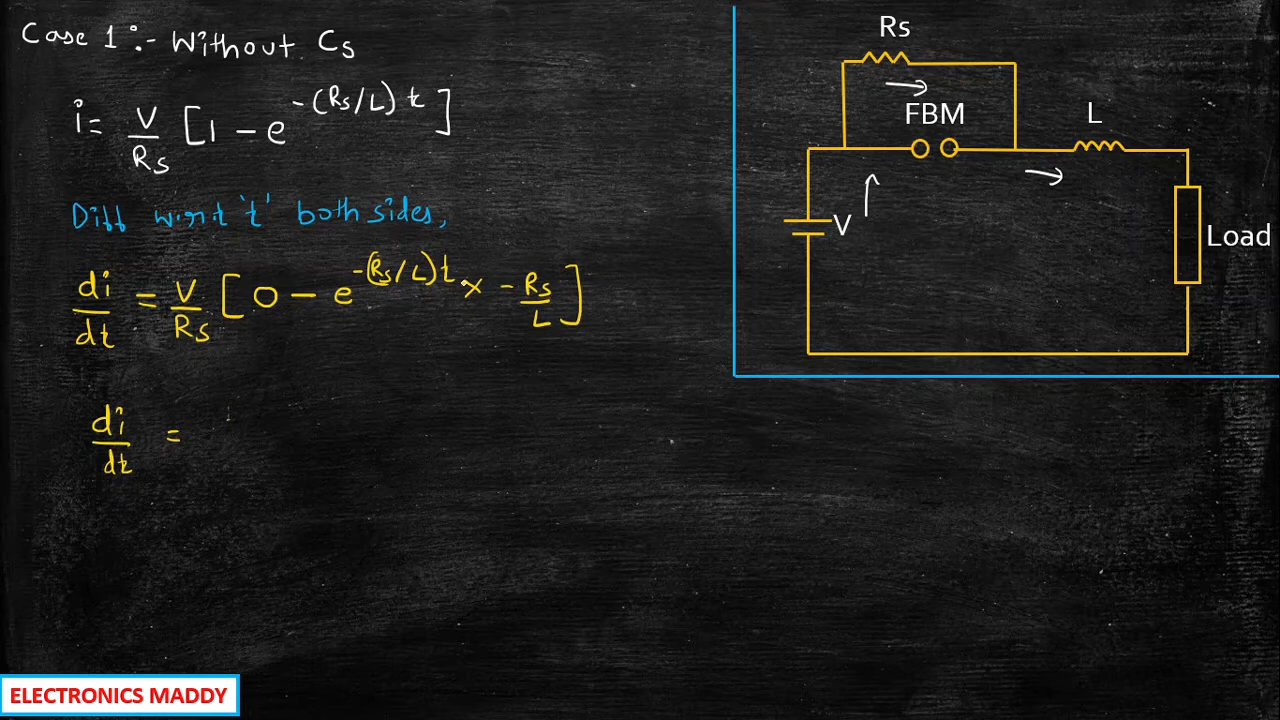 Case 1 :- Without Cs
i = V/Rs [1 - e^-(Rs/L)t]
Diff w.r.t 't' both sides,
di/dt = V/Rs [0 - e^-(Rs/L)t x - Rs/L]
di/dt =
Rs
FBM
L
V
Load
ELECTRONICS MADDY